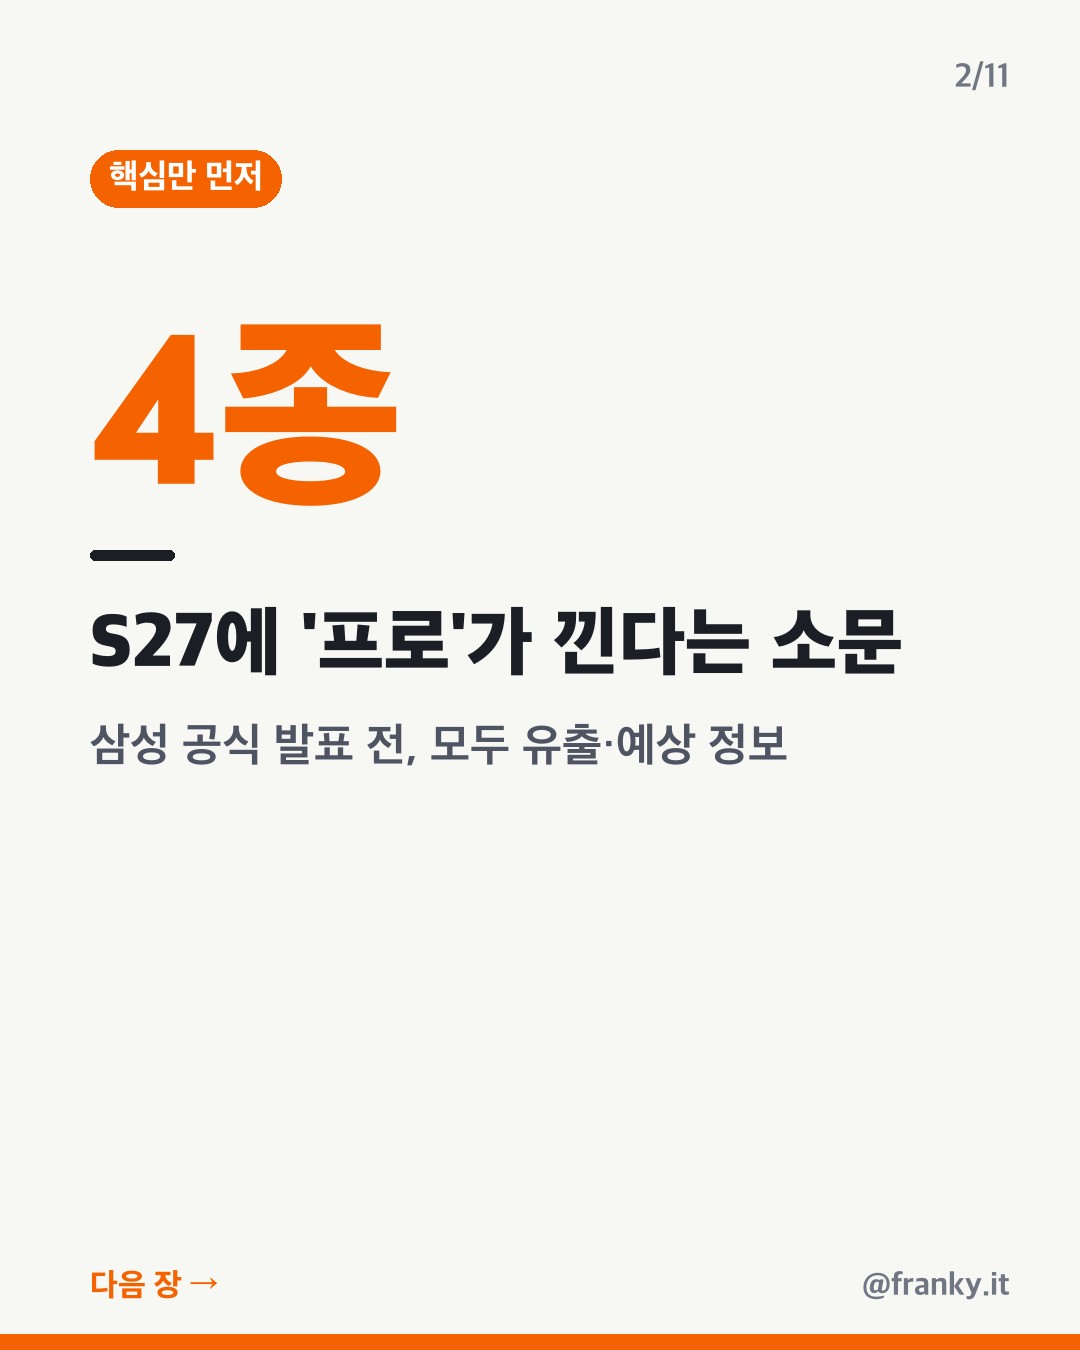 2/11
핵심만 먼저
4종
S27에 '프로'가 낀다는 소문
삼성 공식 발표 전, 모두 유출·예상 정보
다음 장 →
@franky.it